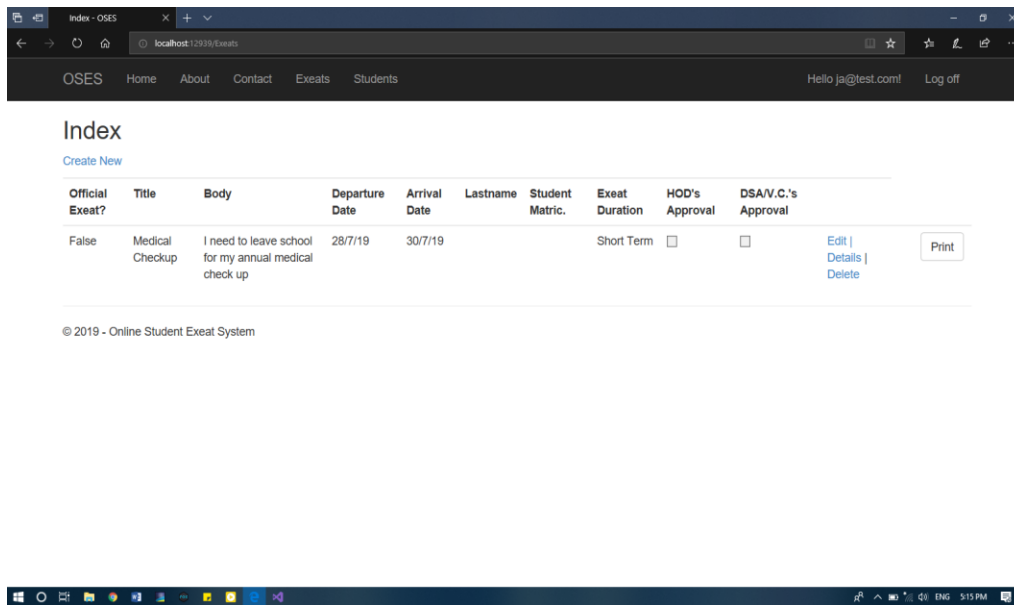 Index - OSES
localhost:12939/Exeats
OSES Home About Contact Exeats Students Hello ja@test.com! Log off
Index
Create New
Official Exeat? Title Body Departure Date Arrival Date Lastname Student Matric. Exeat Duration HOD's Approval DSA/V.C.'s Approval
False Medical Checkup I need to leave school for my annual medical check up 28/7/19 30/7/19 Short Term Edit | Details | Delete Print
© 2019 - Online Student Exeat System
ENG 5:15 PM